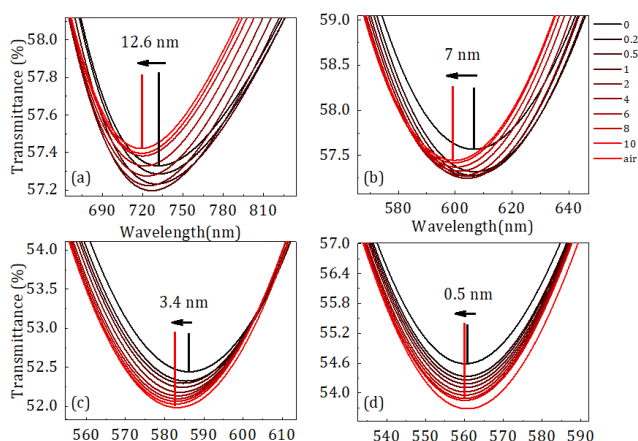 58.1
58.0
57.8
57.6
57.4
57.2
Transmittance (%)
12.6 nm
(a)
690 720 750 780 810
Wavelength(nm)
59.0
58.5
58.0
57.5
7 nm
(b)
580 600 620 640
Wavelength(nm)
0
0.2
0.5
1
2
4
6
8
10
air
54.0
53.5
53.0
52.5
52.0
Transmittance (%)
3.4 nm
(c)
560 570 580 590 600 610
57.0
56.4
55.8
55.2
54.6
54.0
0.5 nm
(d)
540 550 560 570 580 590